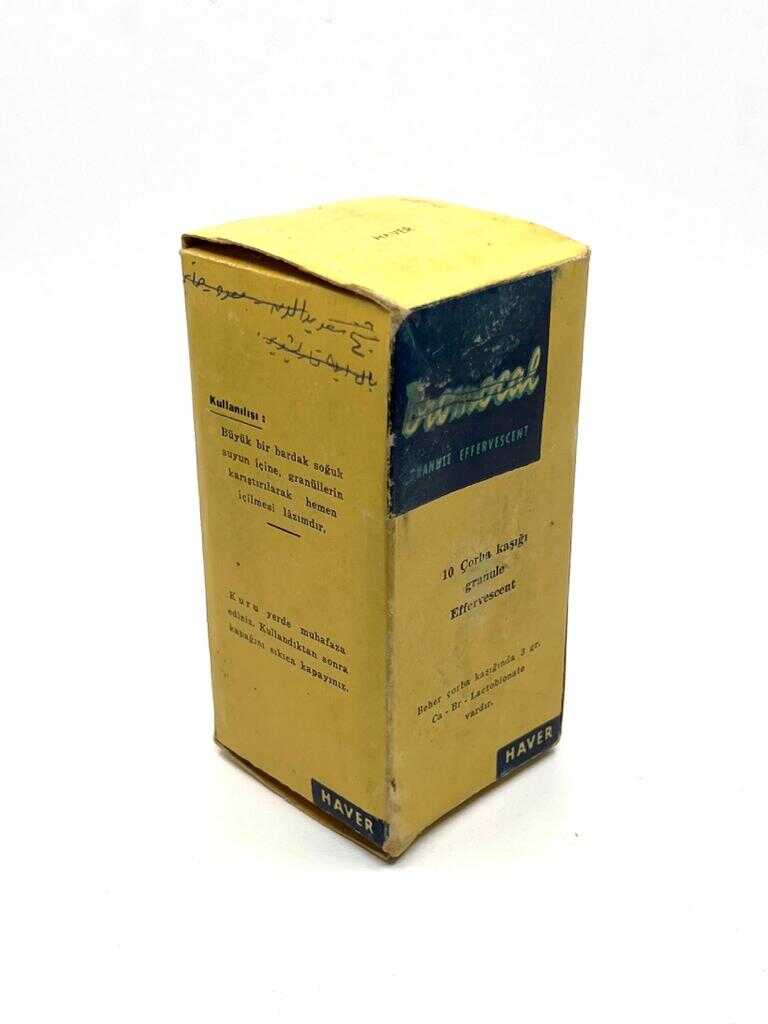 HAVER
Kullanılışı :
Büyük bir bardak soğuk
suyun içine, granüllerin
karıştırılarak hemen
içilmesi lâzımdır.
Kuru yerde muhafaza
ediniz. Kullandıktan sonra
kapağını sıkıca kapayınız.
HAVER
Bromocal
GRANULE EFFERVESCENT
10 Çorba kaşığı
granule
Effervescent
Beher çorba kaşığında 3 gr.
Ca - Br - Lactobionate
vardır.
HAVER